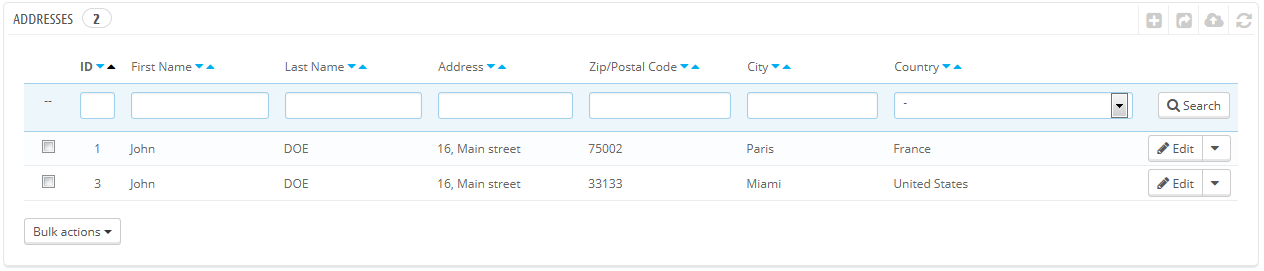 ADDRESSES 2
ID First Name Last Name Address Zip/Postal Code City Country
-- - Search
1 John DOE 16, Main street 75002 Paris France Edit
3 John DOE 16, Main street 33133 Miami United States Edit
Bulk actions